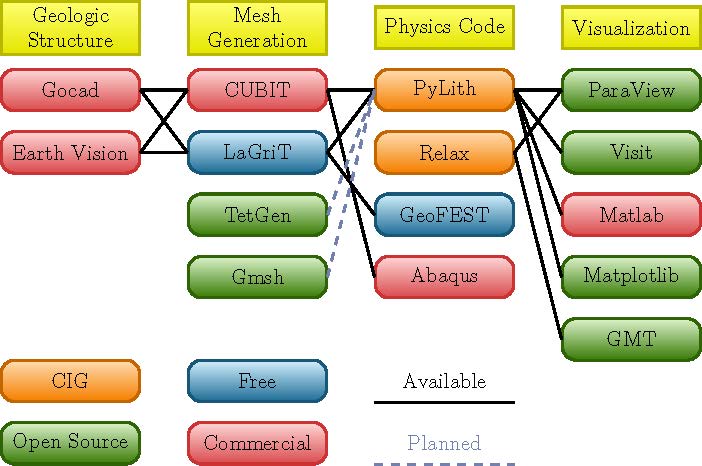 Geologic
Structure
Mesh
Generation
Physics Code
Visualization
Gocad
CUBIT
PyLith
ParaView
Earth Vision
LaGriT
Relax
Visit
TetGen
GeoFEST
Matlab
Gmsh
Abaqus
Matplotlib
GMT
CIG
Free
Available
Open Source
Commercial
Planned